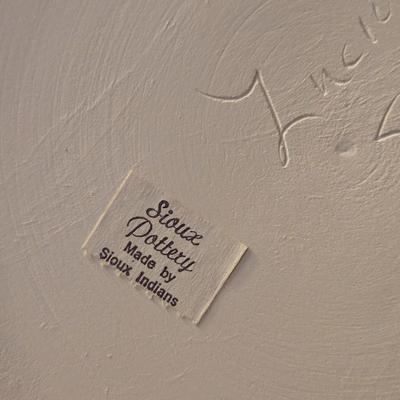 Sioux
Pottery
Made by
Sioux Indians